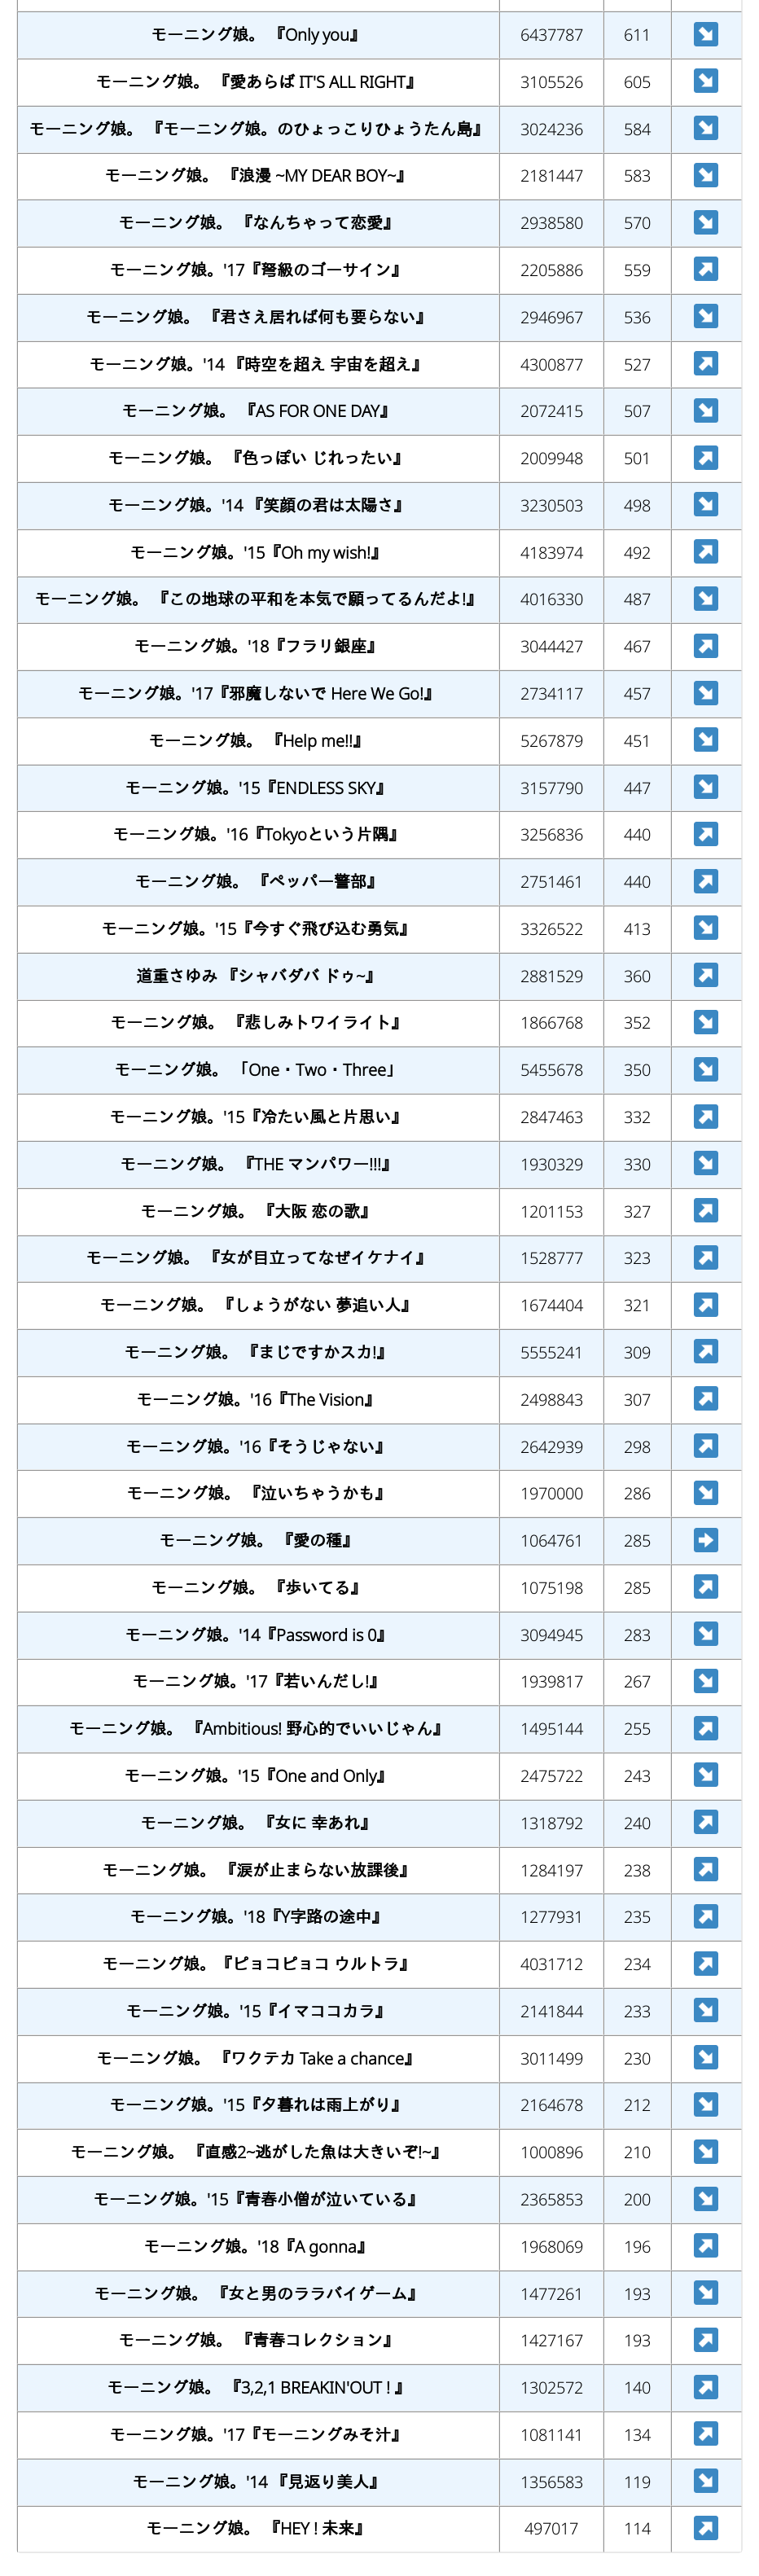 モーニング娘。 『Only you』 6437787 611 ↘
モーニング娘。 『愛あらば IT'S ALL RIGHT』 3105526 605 ↘
モーニング娘。 『モーニング娘。のひょっこりひょうたん島』 3024236 584 ↘
モーニング娘。 『浪漫 ~MY DEAR BOY~』 2181447 583 ↘
モーニング娘。 『なんちゃって恋愛』 2938580 570 ↘
モーニング娘。'17『弩級のゴーサイン』 2205886 559 ↗
モーニング娘。 『君さえ居れば何も要らない』 2946967 536 ↘
モーニング娘。'14 『時空を超え 宇宙を超え』 4300877 527 ↗
モーニング娘。 『AS FOR ONE DAY』 2072415 507 ↘
モーニング娘。 『色っぽい じれったい』 2009948 501 ↗
モーニング娘。'14 『笑顔の君は太陽さ』 3230503 498 ↘
モーニング娘。'15『Oh my wish!』 4183974 492 ↗
モーニング娘。 『この地球の平和を本気で願ってるんだよ!』 4016330 487 ↘
モーニング娘。'18『フラリ銀座』 3044427 467 ↗
モーニング娘。'17『邪魔しないで Here We Go!』 2734117 457 ↘
モーニング娘。 『Help me!!』 5267879 451 ↘
モーニング娘。'15『ENDLESS SKY』 3157790 447 ↘
モーニング娘。'16『Tokyoという片隅』 3256836 440 ↗
モーニング娘。 『ペッパー警部』 2751461 440 ↗
モーニング娘。'15『今すぐ飛び込む勇気』 3326522 413 ↘
道重さゆみ 『シャバダバ ドゥ~』 2881529 360 ↗
モーニング娘。 『悲しみトワイライト』 1866768 352 ↘
モーニング娘。 「One・Two・Three」 5455678 350 ↘
モーニング娘。'15『冷たい風と片思い』 2847463 332 ↗
モーニング娘。 『THE マンパワー!!!』 1930329 330 ↘
モーニング娘。 『大阪 恋の歌』 1201153 327 ↗
モーニング娘。 『女が目立ってなぜイケナイ』 1528777 323 ↗
モーニング娘。 『しょうがない 夢追い人』 1674404 321 ↗
モーニング娘。 『まじですかスカ!』 5555241 309 ↗
モーニング娘。'16『The Vision』 2498843 307 ↗
モーニング娘。'16『そうじゃない』 2642939 298 ↗
モーニング娘。 『泣いちゃうかも』 1970000 286 ↘
モーニング娘。 『愛の種』 1064761 285 ➡
モーニング娘。 『歩いてる』 1075198 285 ↗
モーニング娘。'14『Password is 0』 3094945 283 ↘
モーニング娘。'17『若いんだし!』 1939817 267 ↘
モーニング娘。 『Ambitious! 野心的でいいじゃん』 1495144 255 ↗
モーニング娘。'15『One and Only』 2475722 243 ↘
モーニング娘。 『女に 幸あれ』 1318792 240 ↗
モーニング娘。 『涙が止まらない放課後』 1284197 238 ↗
モーニング娘。'18『Y字路の途中』 1277931 235 ↗
モーニング娘。『ピョコピョコ ウルトラ』 4031712 234 ↗
モーニング娘。'15『イマココカラ』 2141844 233 ↘
モーニング娘。 『ワクテカ Take a chance』 3011499 230 ↘
モーニング娘。'15『夕暮れは雨上がり』 2164678 212 ↘
モーニング娘。 『直感2~逃がした魚は大きいぞ!~』 1000896 210 ↘
モーニング娘。'15『青春小僧が泣いている』 2365853 200 ↘
モーニング娘。'18『A gonna』 1968069 196 ↗
モーニング娘。 『女と男のララバイゲーム』 1477261 193 ↘
モーニング娘。 『青春コレクション』 1427167 193 ↗
モーニング娘。 『3,2,1 BREAKIN'OUT ! 』 1302572 140 ↗
モーニング娘。'17『モーニングみそ汁』 1081141 134 ↗
モーニング娘。'14 『見返り美人』 1356583 119 ↘
モーニング娘。 『HEY ! 未来』 497017 114 ↗